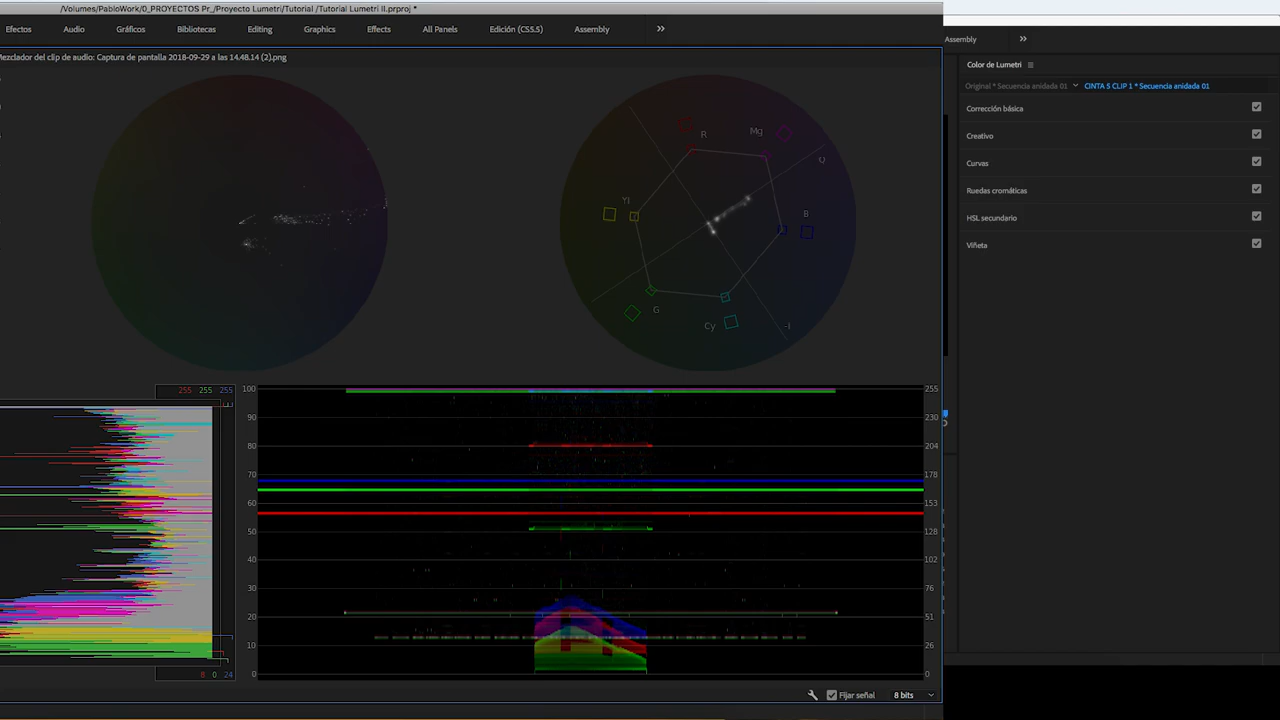 /Volumes/PabloWork/D_PROYECTOS Pr_/Proyecto Lumetri/Tutorial /Tutorial Lumetri II.prproj *
Efectos Audio Gráficos Bibliotecas Editing Graphics Effects All Panels Edición (CS5.5) Assembly
Assembly
Mezclador del clip de audio: Captura de pantalla 2018-09-29 a las 14.48.14 (2).png
Color de Lumetri
Original * Secuencia anidada 01 CINTA S CLIP 1 * Secuencia anidada 01
Corrección básica
Creativo
Curvas
Ruedas cromáticas
HSL secundario
Viñeta
R
Mg
Q
Yl
B
G
Cy
-I
255 255 255
100 255
90 230
80 204
70 178
60 153
50 128
40 102
30 76
20 51
10 26
0 0
8 0 24
Fijar señal 8 bits